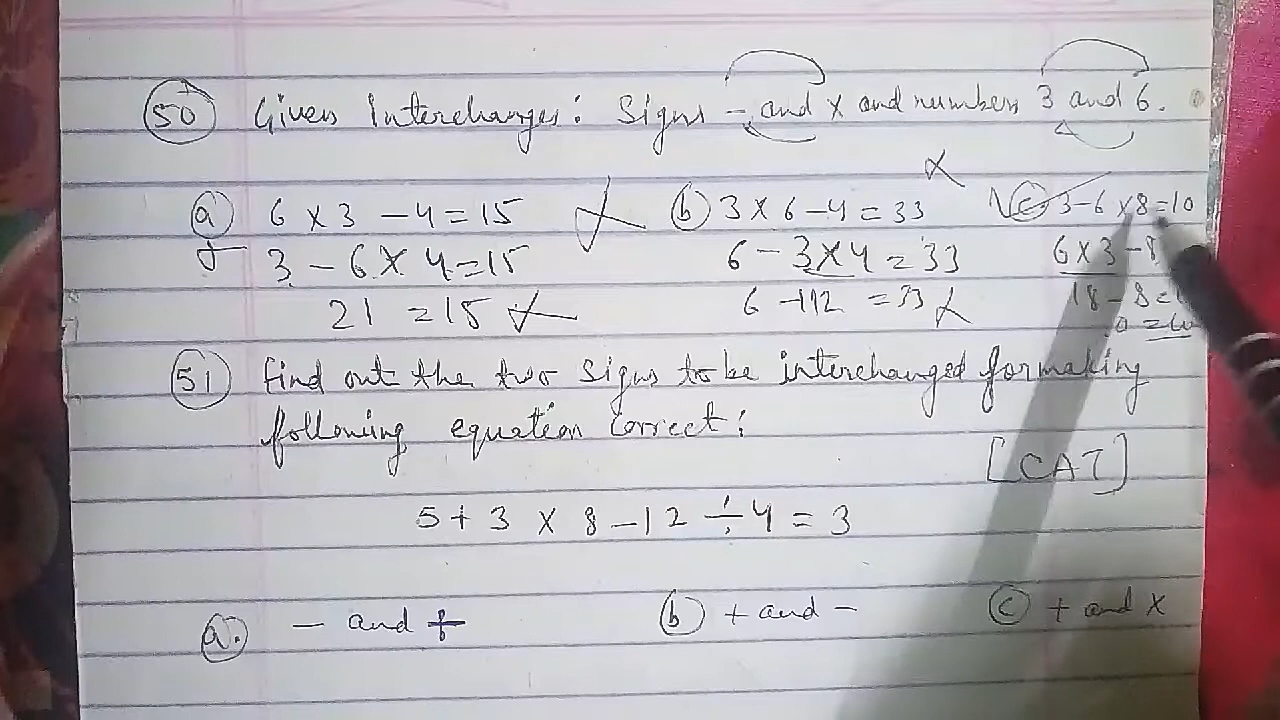 50 Given Interchanges: Signs - and × and numbers 3 and 6.
a 6 × 3 - 4 = 15 b 3 × 6 - 4 = 33 c 3 - 6 × 8 = 10
3 - 6 × 4 = 15 6 - 3 × 4 = 33 6 × 3 - 8
21 = 15 6 - 112 = 33 18 - 8 =
51 Find out the two signs to be interchanged for making
following equation correct:
[CAT]
5 + 3 × 8 - 12 ÷ 4 = 3
a. - and ÷ b + and - c + and ×